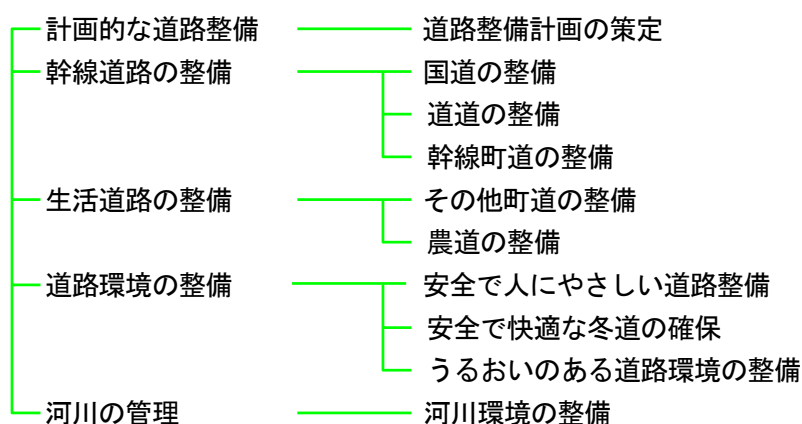 計画的な道路整備 道路整備計画の策定
幹線道路の整備 国道の整備
道道の整備
幹線町道の整備
生活道路の整備 その他町道の整備
農道の整備
道路環境の整備 安全で人にやさしい道路整備
安全で快適な冬道の確保
うるおいのある道路環境の整備
河川の管理 河川環境の整備